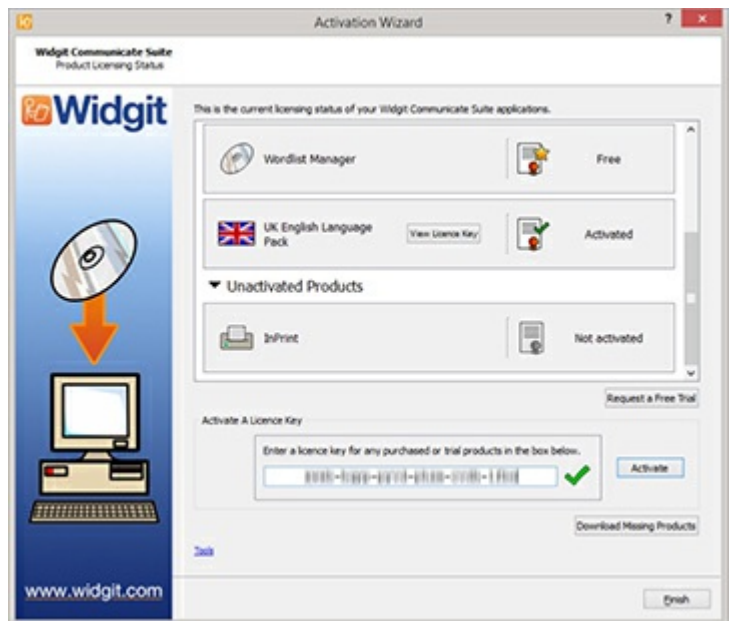 Activation Wizard
?
Widgit Communicate Suite
Product Licensing Status
Widgit
This is the current licensing status of your Widgit Communicate Suite applications.
Wordlist Manager
Free
UK English Language
Pack
View Licence Key
Activated
Unactivated Products
InPrint
Not activated
Request a Free Trial
Activate A Licence Key
Enter a licence key for any purchased or trial products in the box below.
Activate
Download Missing Products
Tools
www.widgit.com
Finish